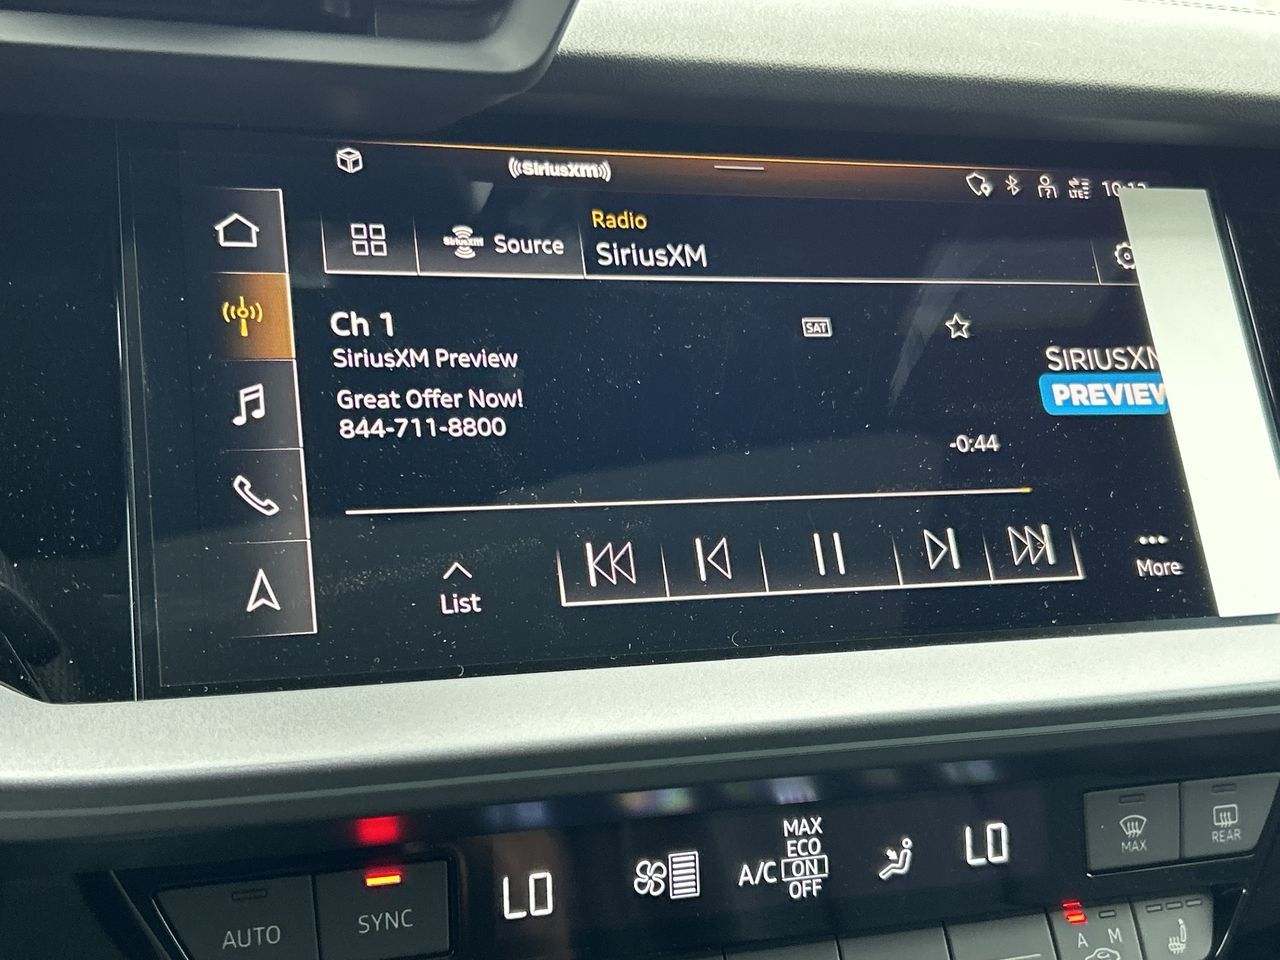 SiriusXM
LTE
Source
Radio
SiriusXM
Ch 1
SiriusXM Preview
SAT
Great Offer Now!
844-711-8800
SIRIUSXM
PREVIEW
-0:44
List
More
AUTO
SYNC
LO
A/C
MAX
ECO
ON
OFF
LO
MAX
REAR
A M